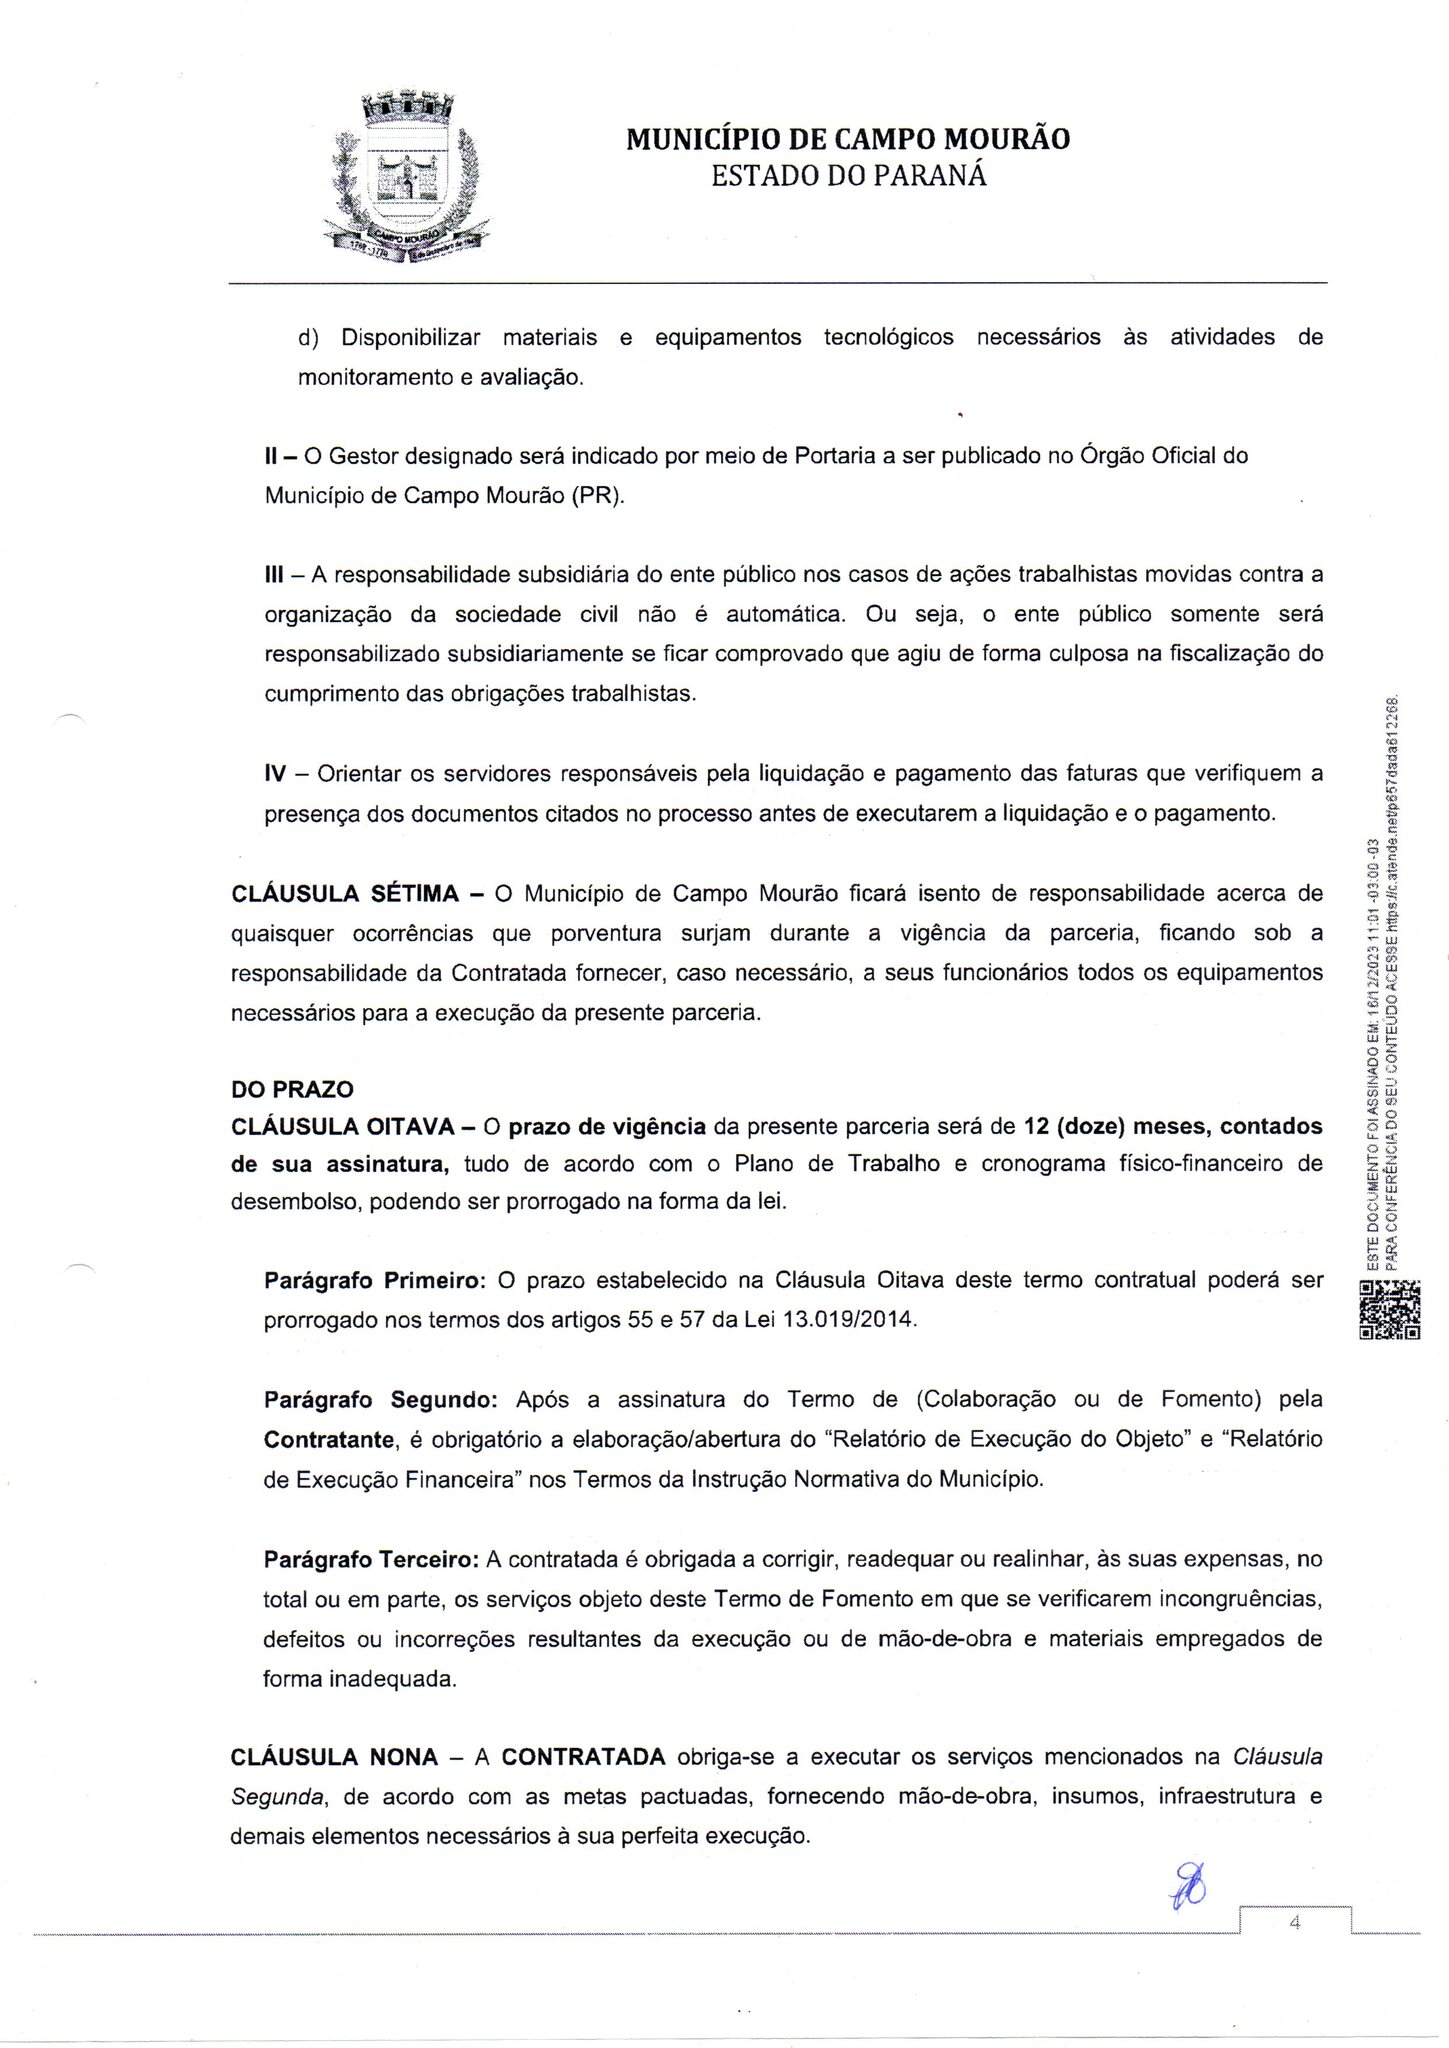 MUNICÍPIO DE CAMPO MOURÃO
ESTADO DO PARANÁ
CAMPO MOURÃO
d) Disponibilizar materiais e equipamentos tecnológicos necessários às atividades de
monitoramento e avaliação.
II – O Gestor designado será indicado por meio de Portaria a ser publicado no Órgão Oficial do
Município de Campo Mourão (PR).
III – A responsabilidade subsidiária do ente público nos casos de ações trabalhistas movidas contra a
organização da sociedade civil não é automática. Ou seja, o ente público somente será
responsabilizado subsidiariamente se ficar comprovado que agiu de forma culposa na fiscalização do
cumprimento das obrigações trabalhistas.
IV – Orientar os servidores responsáveis pela liquidação e pagamento das faturas que verifiquem a
presença dos documentos citados no processo antes de executarem a liquidação e o pagamento.
CLÁUSULA SÉTIMA – O Município de Campo Mourão ficará isento de responsabilidade acerca de
quaisquer ocorrências que porventura surjam durante a vigência da parceria, ficando sob a
responsabilidade da Contratada fornecer, caso necessário, a seus funcionários todos os equipamentos
necessários para a execução da presente parceria.
DO PRAZO
CLÁUSULA OITAVA – O prazo de vigência da presente parceria será de 12 (doze) meses, contados
de sua assinatura, tudo de acordo com o Plano de Trabalho e cronograma físico-financeiro de
desembolso, podendo ser prorrogado na forma da lei.
Parágrafo Primeiro: O prazo estabelecido na Cláusula Oitava deste termo contratual poderá ser
prorrogado nos termos dos artigos 55 e 57 da Lei 13.019/2014.
Parágrafo Segundo: Após a assinatura do Termo de (Colaboração ou de Fomento) pela
Contratante, é obrigatório a elaboração/abertura do “Relatório de Execução do Objeto” e “Relatório
de Execução Financeira” nos Termos da Instrução Normativa do Município.
Parágrafo Terceiro: A contratada é obrigada a corrigir, readequar ou realinhar, às suas expensas, no
total ou em parte, os serviços objeto deste Termo de Fomento em que se verificarem incongruências,
defeitos ou incorreções resultantes da execução ou de mão-de-obra e materiais empregados de
forma inadequada.
CLÁUSULA NONA – A CONTRATADA obriga-se a executar os serviços mencionados na Cláusula
Segunda, de acordo com as metas pactuadas, fornecendo mão-de-obra, insumos, infraestrutura e
demais elementos necessários à sua perfeita execução.
4
ESTE DOCUMENTO FOI ASSINADO EM: 16/12/2023 11:01 -03:00 -03
PARA CONFERÊNCIA DO SEU CONTEÚDO ACESSE https://c.atende.net/p657dada612268.